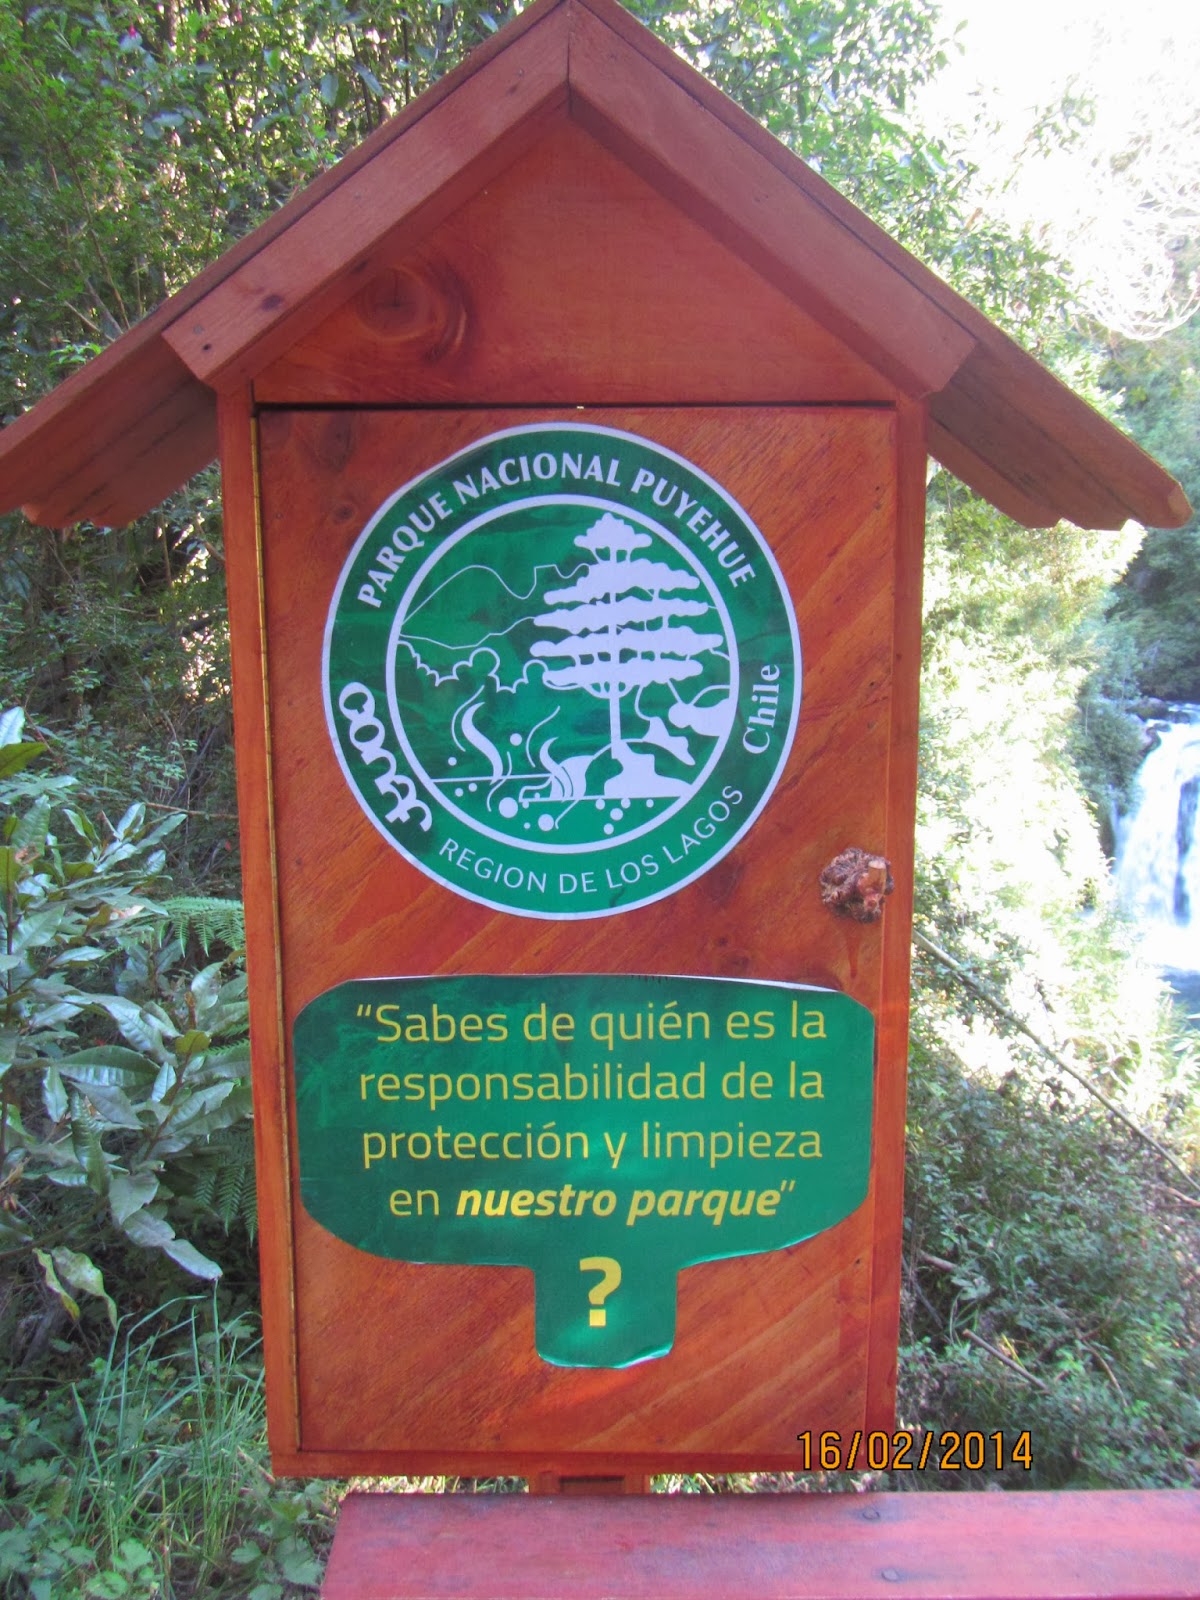 PARQUE NACIONAL PUYEHUE
Chile
conaf
REGION DE LOS LAGOS
“Sabes de quién es la
responsabilidad de la
protección y limpieza
en nuestro parque”
?
16/02/2014